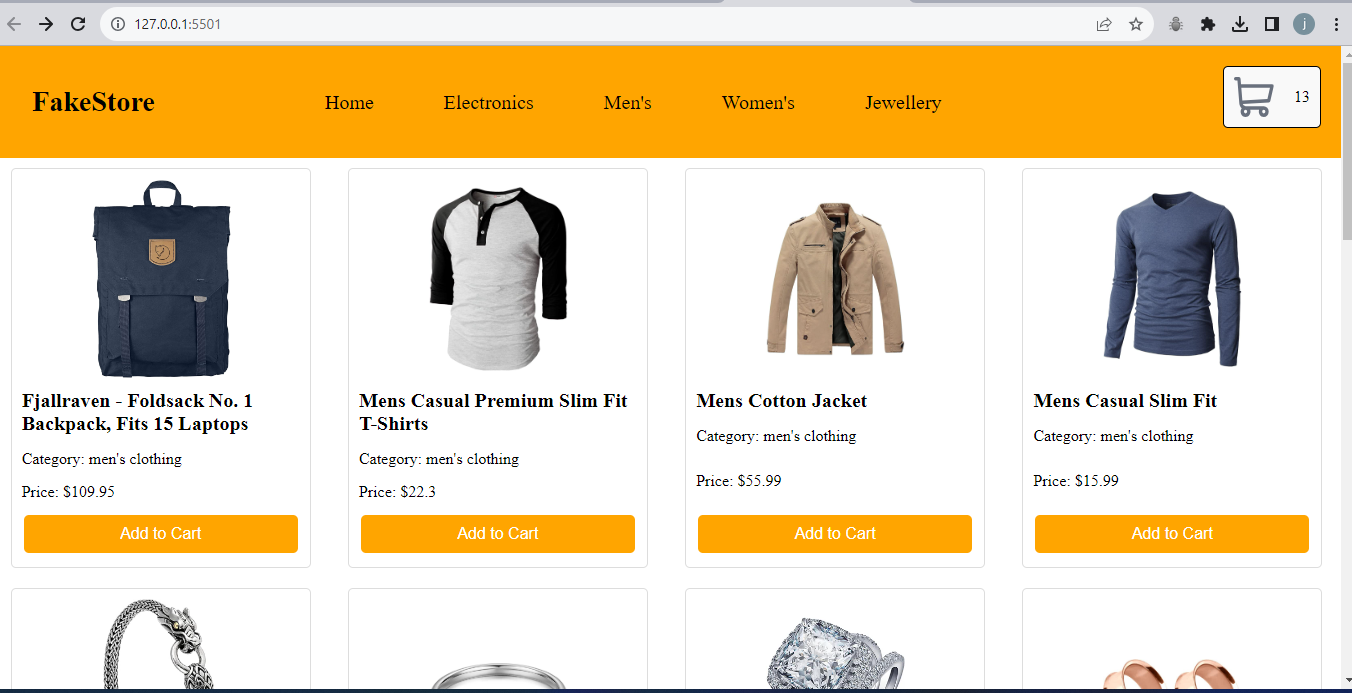 127.0.0.1:5501
j
FakeStore
Home
Electronics
Men's
Women's
Jewellery
13
Fjallraven - Foldsack No. 1
Backpack, Fits 15 Laptops
Category: men's clothing
Price: $109.95
Add to Cart
Mens Casual Premium Slim Fit
T-Shirts
Category: men's clothing
Price: $22.3
Add to Cart
Mens Cotton Jacket
Category: men's clothing
Price: $55.99
Add to Cart
Mens Casual Slim Fit
Category: men's clothing
Price: $15.99
Add to Cart